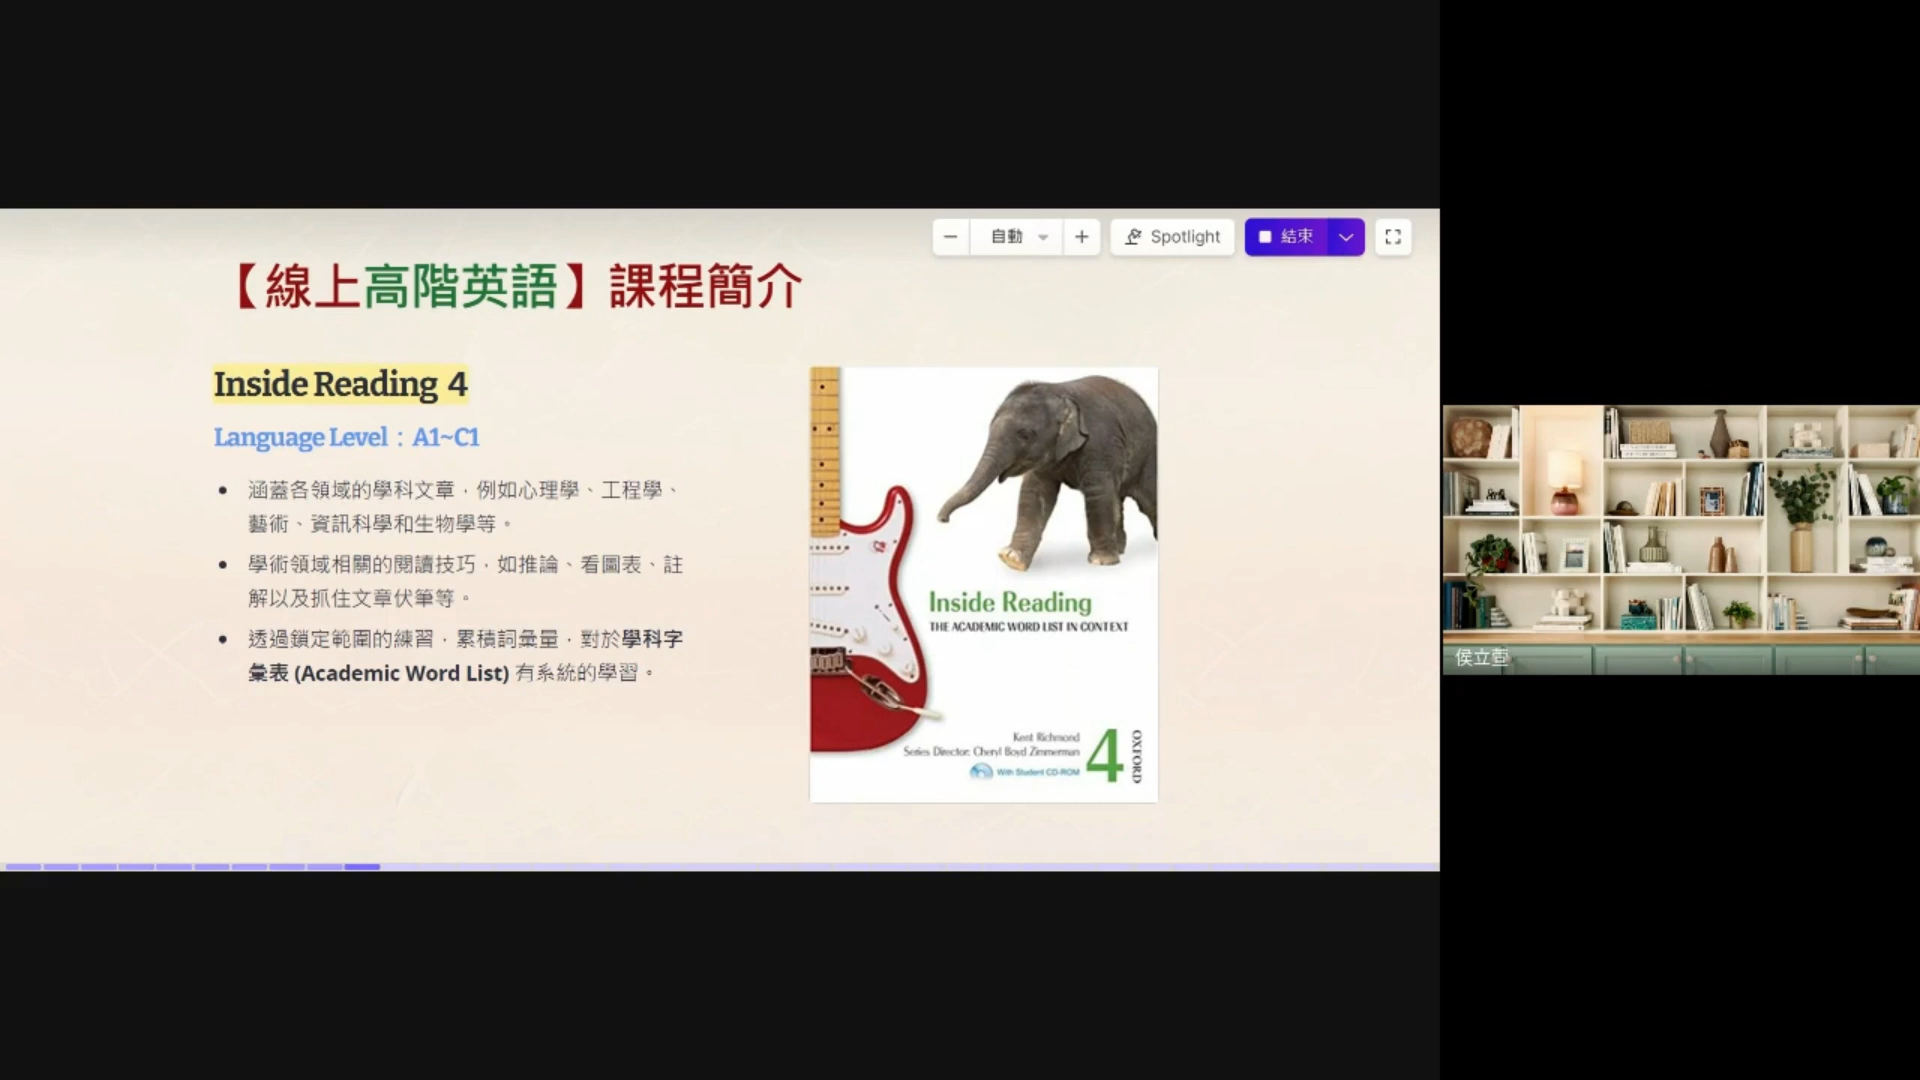 自動
Spotlight
結束
【線上高階英語】課程簡介
Inside Reading 4
Language Level：A1~C1
涵蓋各領域的學科文章，例如心理學、工程學、
藝術、資訊科學和生物學等。
學術領域相關的閱讀技巧，如推論、看圖表、註
解以及抓住文章伏筆等。
透過鎖定範圍的練習，累積詞彙量，對於學科字
彙表 (Academic Word List) 有系統的學習。
Inside Reading
THE ACADEMIC WORD LIST IN CONTEXT
Kent Richmond
Series Director: Cheryl Boyd Zimmerman
With Student CD-ROM
4
OXFORD
侯立壼